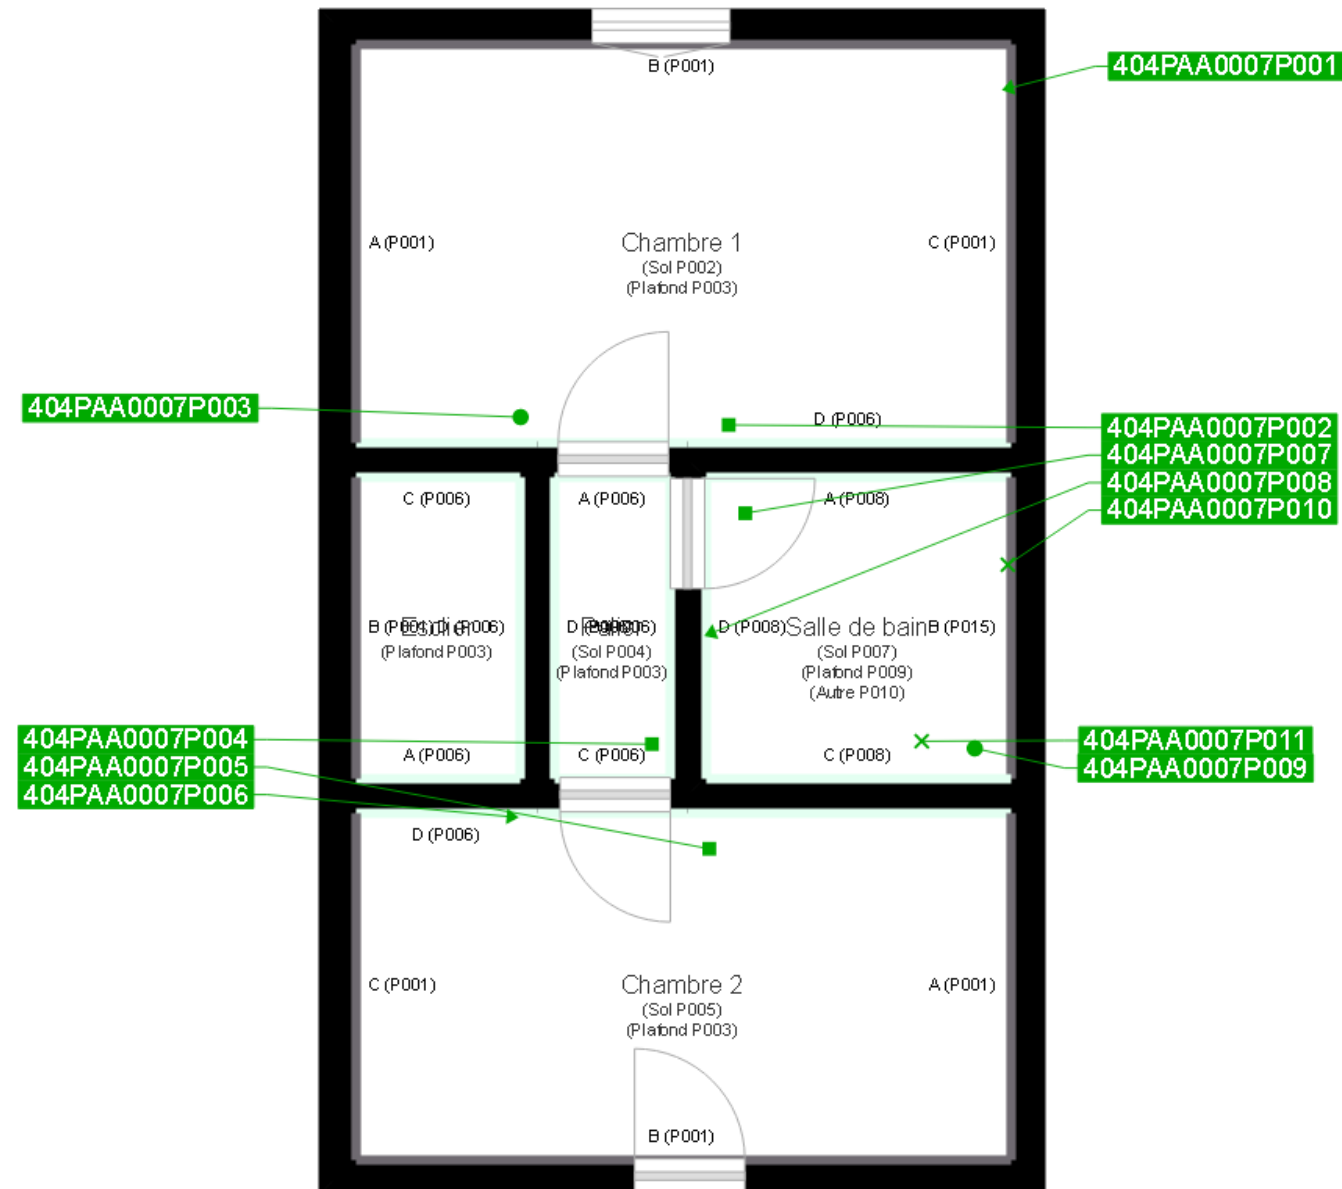 B (P001)
404PAA0007P001
A (P001)
Chambre 1
C (P001)
(Sol P002)
(Plafond P003)
404PAA0007P003
D (P006)
404PAA0007P002
404PAA0007P007
404PAA0007P008
404PAA0007P010
C (P006)
A (P006)
A (P008)
B (P001)
D (P006)
(Plafond P003)
D
(Sol P004)
(Plafond P003)
D (P008)
Salle de bain
B (P015)
(Sol P007)
(Plafond P009)
(Autre P010)
404PAA0007P004
404PAA0007P005
404PAA0007P006
A (P006)
C (P006)
C (P008)
404PAA0007P011
404PAA0007P009
D (P006)
C (P001)
Chambre 2
A (P001)
(Sol P005)
(Plafond P003)
B (P001)